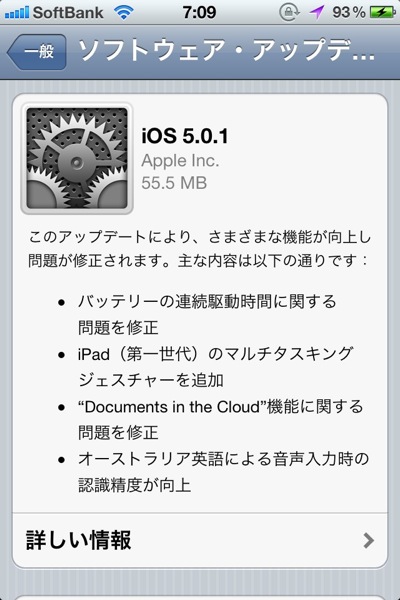 SoftBank 7:09 93%
一般 ソフトウェア・アップデ...
iOS 5.0.1
Apple Inc.
55.5 MB
このアップデートにより、さまざまな機能が向上し
問題が修正されます。主な内容は以下の通りです：
• バッテリーの連続駆動時間に関する
問題を修正
• iPad（第一世代）のマルチタスキング
ジェスチャーを追加
• “Documents in the Cloud”機能に関する
問題を修正
• オーストラリア英語による音声入力時の
認識精度が向上
詳しい情報